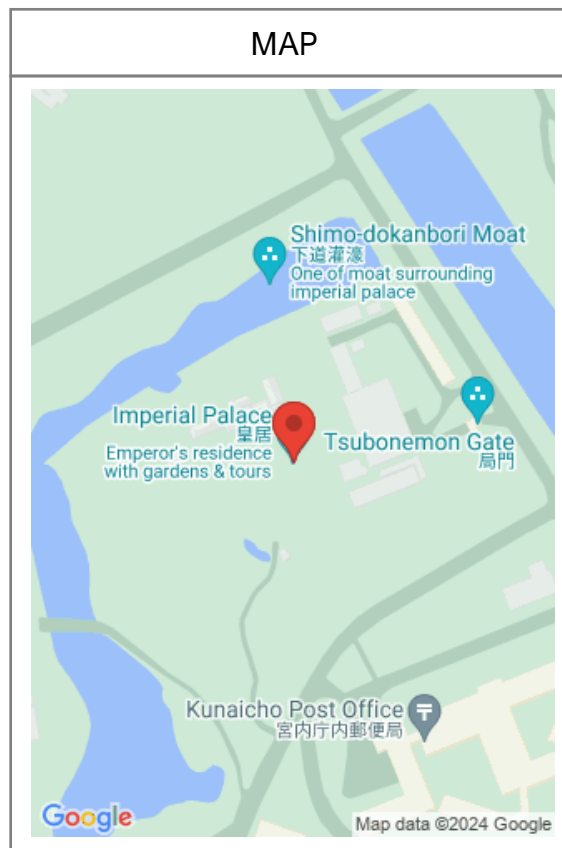 MAP
Shimo-dokanbori Moat
下道灌濠
One of moat surrounding
imperial palace
Imperial Palace
皇居
Emperor's residence
with gardens & tours
Tsubonemon Gate
局門
Kunaicho Post Office
宮内庁内郵便局
Google
Map data ©2024 Google